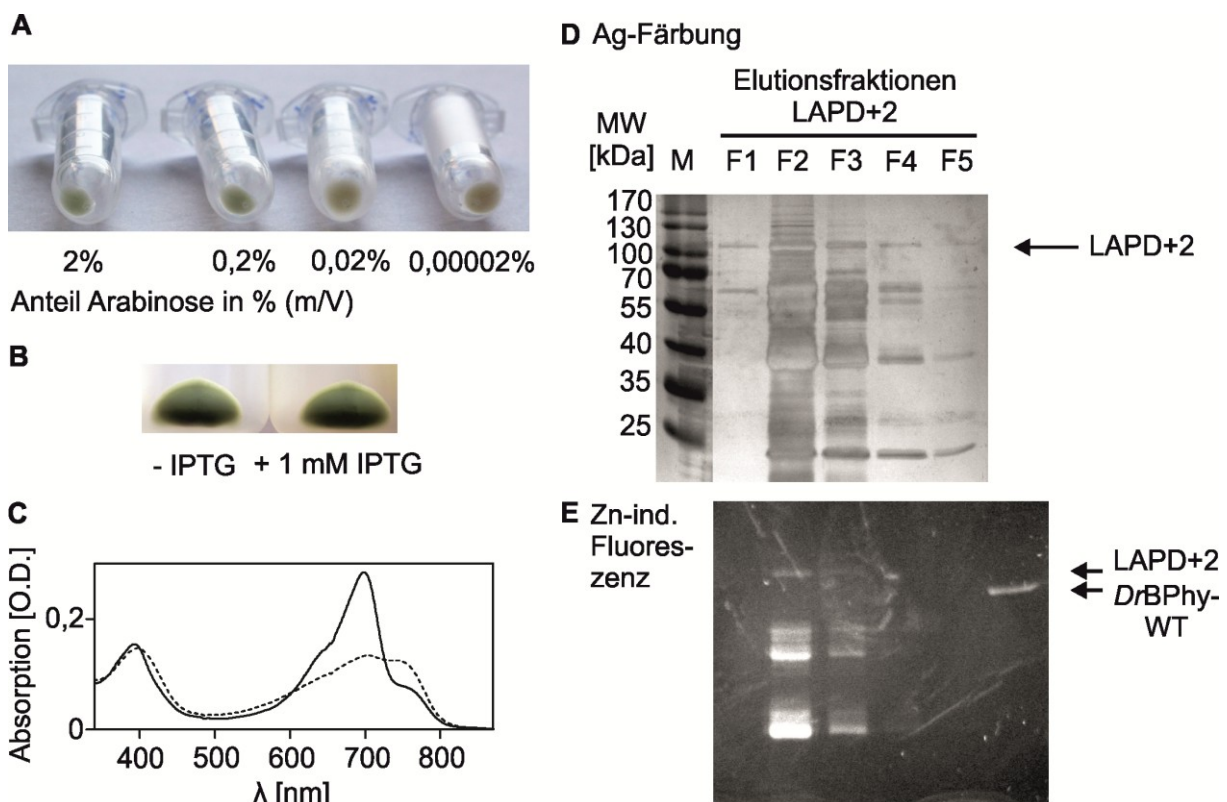 A
2% 0,2% 0,02% 0,00002%
Anteil Arabinose in % (m/V)
B
- IPTG + 1 mM IPTG
C
Absorption [O.D.]
0,2
0
400 500 600 700 800
λ [nm]
D Ag-Färbung
Elutionsfraktionen
LAPD+2
MW
[kDa] M F1 F2 F3 F4 F5
170
130
100
70
55
40
35
25
LAPD+2
E Zn-ind.
Fluores-
zenz
LAPD+2
DrBPhy-
WT